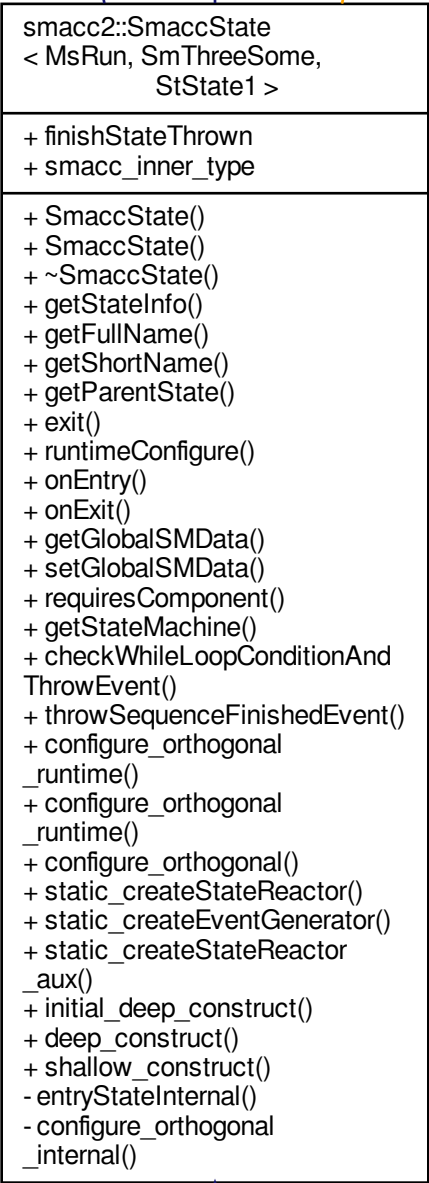 smacc2::SmaccState
< MsRun, SmThreeSome,
StState1 >
+ finishStateThrown
+ smacc_inner_type
+ SmaccState()
+ SmaccState()
+ ~SmaccState()
+ getStateInfo()
+ getFullName()
+ getShortName()
+ getParentState()
+ exit()
+ runtimeConfigure()
+ onEntry()
+ onExit()
+ getGlobalSMData()
+ setGlobalSMData()
+ requiresComponent()
+ getStateMachine()
+ checkWhileLoopConditionAnd
ThrowEvent()
+ throwSequenceFinishedEvent()
+ configure_orthogonal
_runtime()
+ configure_orthogonal
_runtime()
+ configure_orthogonal()
+ static_createStateReactor()
+ static_createEventGenerator()
+ static_createStateReactor
_aux()
+ initial_deep_construct()
+ deep_construct()
+ shallow_construct()
- entryStateInternal()
- configure_orthogonal
_internal()